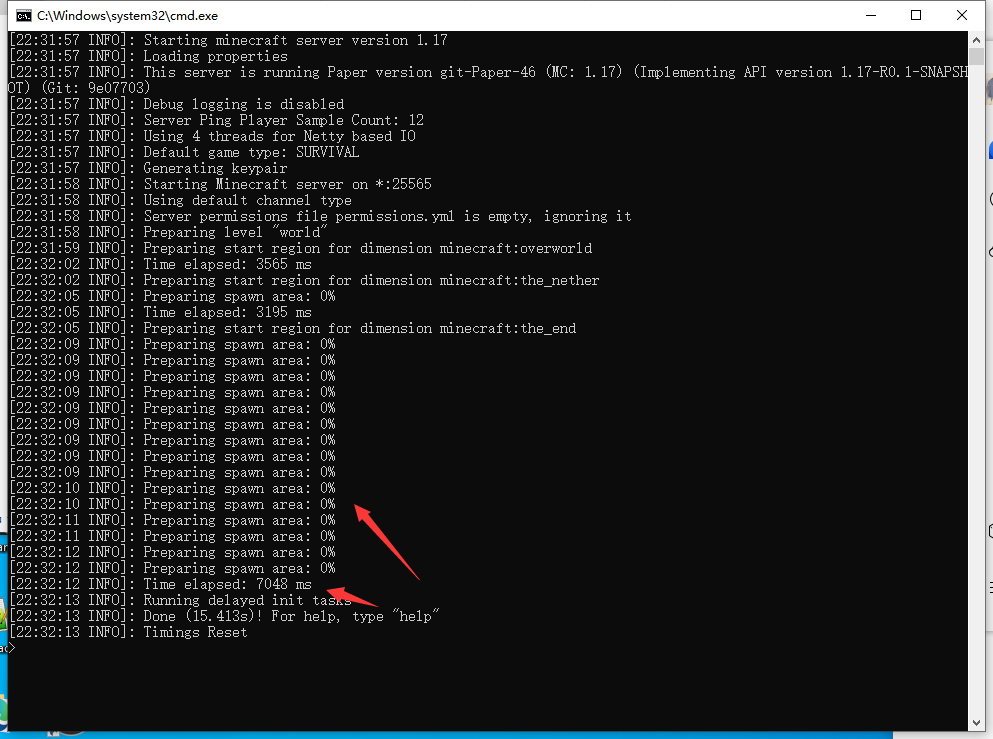 C:\Windows\system32\cmd.exe
[22:31:57 INFO]: Starting minecraft server version 1.17
[22:31:57 INFO]: Loading properties
[22:31:57 INFO]: This server is running Paper version git-Paper-46 (MC: 1.17) (Implementing API version 1.17-R0.1-SNAPSH
OT) (Git: 9e07703)
[22:31:57 INFO]: Debug logging is disabled
[22:31:57 INFO]: Server Ping Player Sample Count: 12
[22:31:57 INFO]: Using 4 threads for Netty based IO
[22:31:57 INFO]: Default game type: SURVIVAL
[22:31:57 INFO]: Generating keypair
[22:31:58 INFO]: Starting Minecraft server on *:25565
[22:31:58 INFO]: Using default channel type
[22:31:58 INFO]: Server permissions file permissions.yml is empty, ignoring it
[22:31:58 INFO]: Preparing level "world"
[22:31:59 INFO]: Preparing start region for dimension minecraft:overworld
[22:32:02 INFO]: Time elapsed: 3565 ms
[22:32:02 INFO]: Preparing start region for dimension minecraft:the_nether
[22:32:05 INFO]: Preparing spawn area: 0%
[22:32:05 INFO]: Time elapsed: 3195 ms
[22:32:05 INFO]: Preparing start region for dimension minecraft:the_end
[22:32:09 INFO]: Preparing spawn area: 0%
[22:32:09 INFO]: Preparing spawn area: 0%
[22:32:09 INFO]: Preparing spawn area: 0%
[22:32:09 INFO]: Preparing spawn area: 0%
[22:32:09 INFO]: Preparing spawn area: 0%
[22:32:09 INFO]: Preparing spawn area: 0%
[22:32:09 INFO]: Preparing spawn area: 0%
[22:32:09 INFO]: Preparing spawn area: 0%
[22:32:09 INFO]: Preparing spawn area: 0%
[22:32:10 INFO]: Preparing spawn area: 0%
[22:32:10 INFO]: Preparing spawn area: 0%
[22:32:11 INFO]: Preparing spawn area: 0%
[22:32:11 INFO]: Preparing spawn area: 0%
[22:32:12 INFO]: Preparing spawn area: 0%
[22:32:12 INFO]: Preparing spawn area: 0%
[22:32:12 INFO]: Time elapsed: 7048 ms
[22:32:13 INFO]: Running delayed init tasks
[22:32:13 INFO]: Done (15.413s)! For help, type "help"
[22:32:13 INFO]: Timings Reset
>